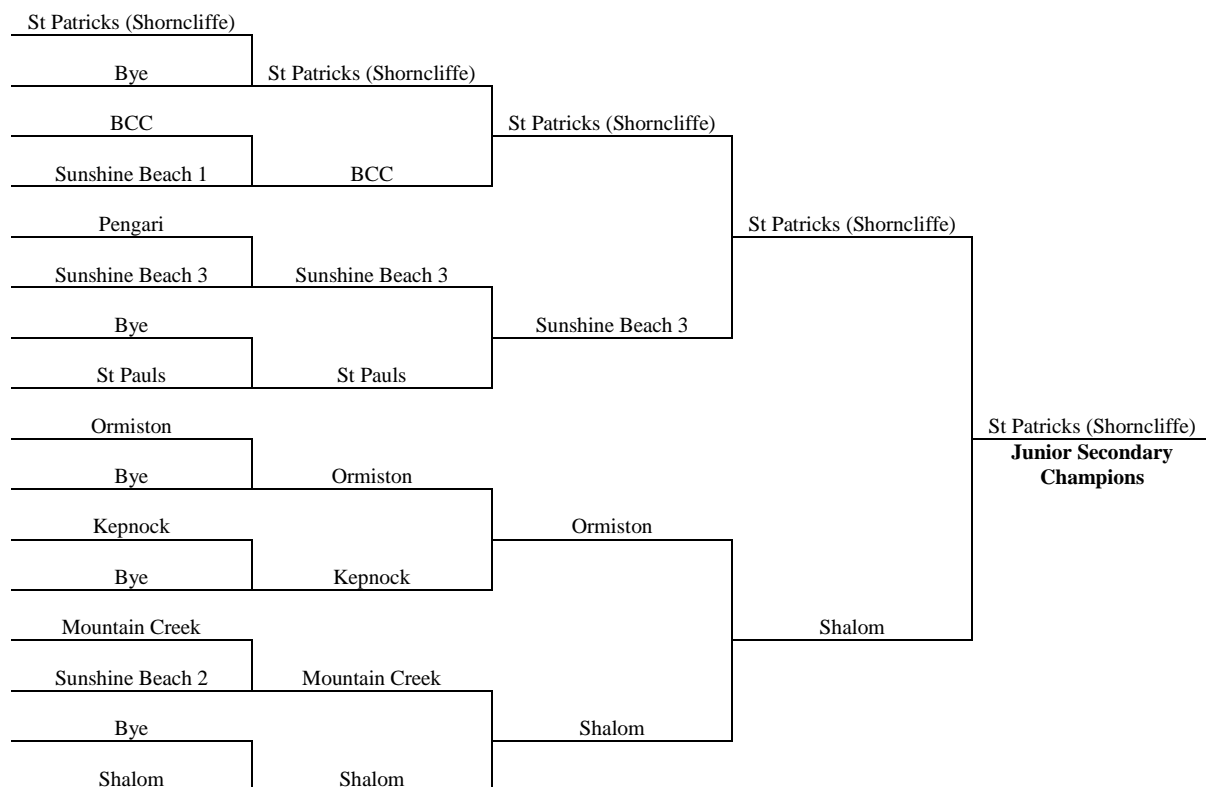 St Patricks (Shorncliffe)
Bye
St Patricks (Shorncliffe)
BCC
St Patricks (Shorncliffe)
Sunshine Beach 1
BCC
Pengari
St Patricks (Shorncliffe)
Sunshine Beach 3
Sunshine Beach 3
Bye
Sunshine Beach 3
St Pauls
St Pauls
Ormiston
St Patricks (Shorncliffe)
Junior Secondary
Champions
Bye
Ormiston
Kepnock
Ormiston
Bye
Kepnock
Mountain Creek
Shalom
Sunshine Beach 2
Mountain Creek
Bye
Shalom
Shalom
Shalom